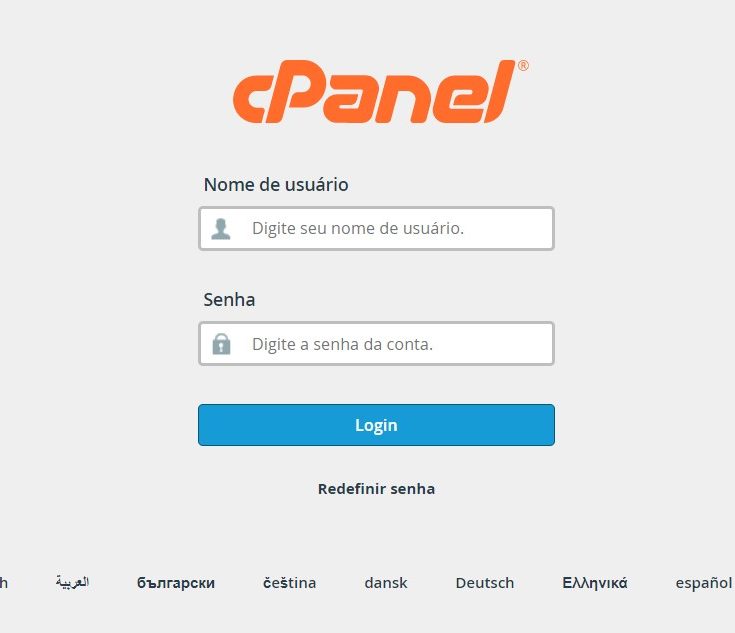 cPanel®
Nome de usuário
Digite seu nome de usuário.
Senha
Digite a senha da conta.
Login
Redefinir senha
h العربية български čeština dansk Deutsch Ελληνικά español